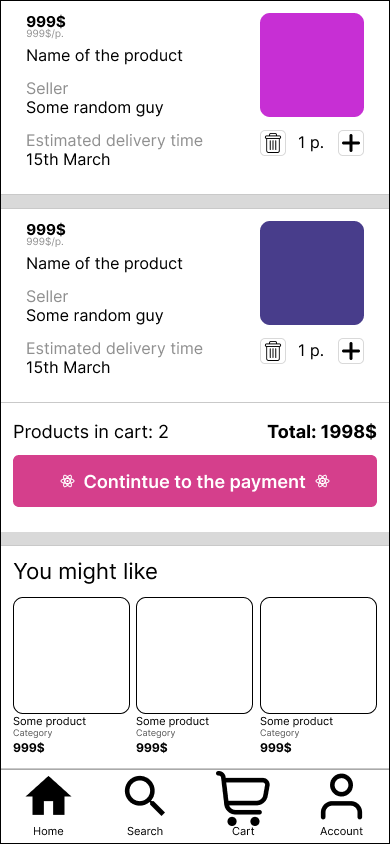 999$
999$/p.
Name of the product
Seller
Some random guy
Estimated delivery time
15th March
1 p.
999$
999$/p.
Name of the product
Seller
Some random guy
Estimated delivery time
15th March
1 p.
Products in cart: 2
Total: 1998$
Contintue to the payment
You might like
Some product
Category
999$
Some product
Category
999$
Some product
Category
999$
Home
Search
Cart
Account